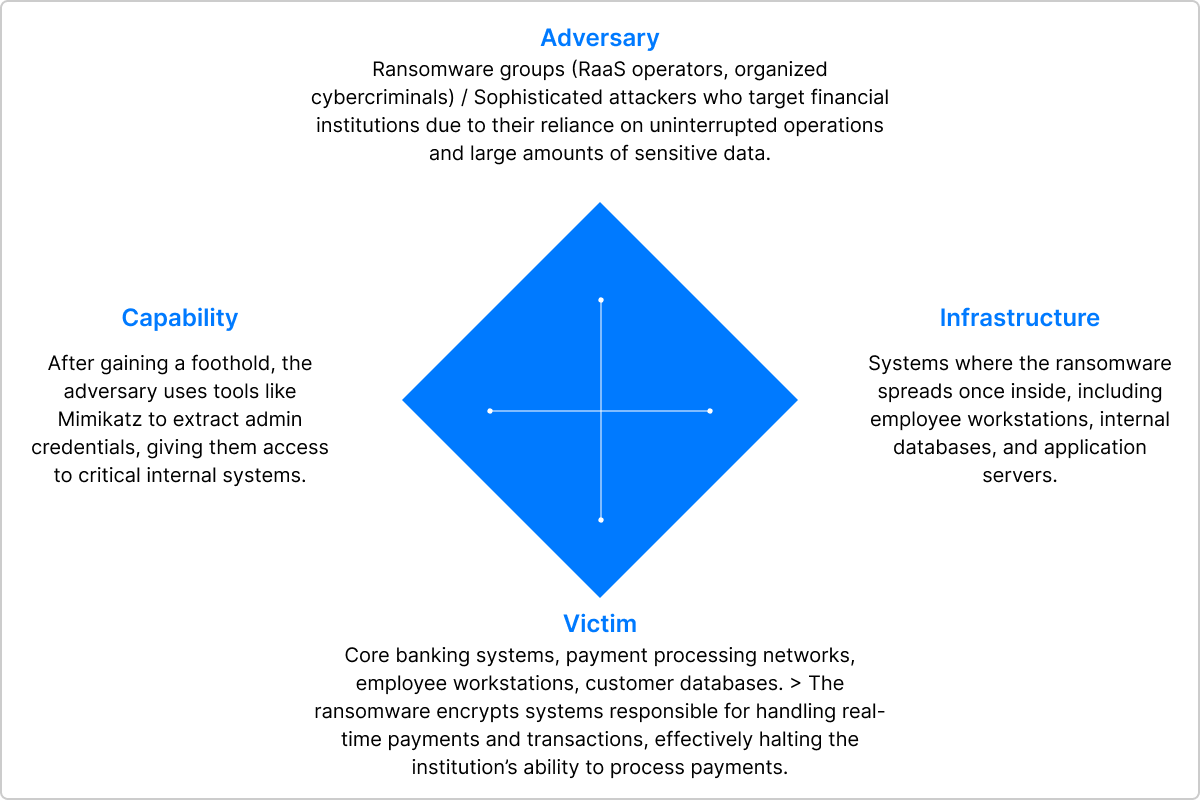 Adversary
Ransomware groups (RaaS operators, organized
cybercriminals) / Sophisticated attackers who target financial
institutions due to their reliance on uninterrupted operations
and large amounts of sensitive data.
Capability
After gaining a foothold, the
adversary uses tools like
Mimikatz to extract admin
credentials, giving them access
to critical internal systems.
Infrastructure
Systems where the ransomware
spreads once inside, including
employee workstations, internal
databases, and application
servers.
Victim
Core banking systems, payment processing networks,
employee workstations, customer databases. > The
ransomware encrypts systems responsible for handling real-
time payments and transactions, effectively halting the
institution’s ability to process payments.